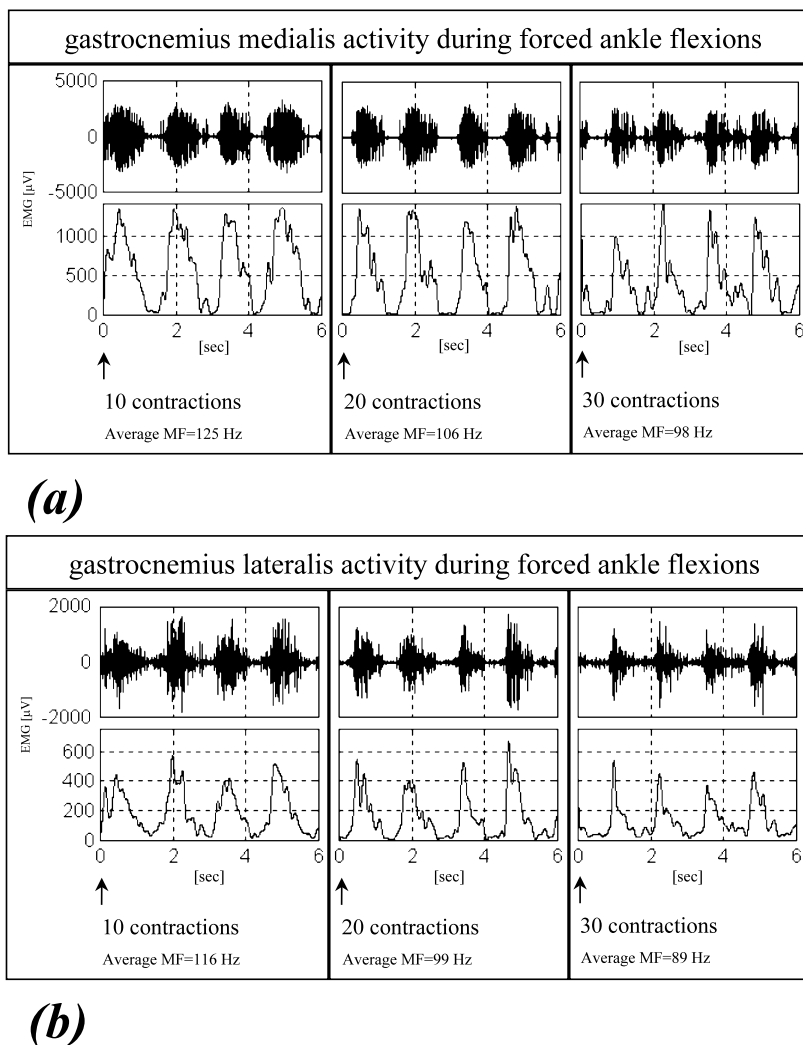 gastrocnemius medialis activity during forced ankle flexions
5000
0
-5000
EMG [µV]
1000
500
0
0 2 4 6
[sec]
0 2 4 6
[sec]
0 2 4 6
[sec]
10 contractions
Average MF=125 Hz
20 contractions
Average MF=106 Hz
30 contractions
Average MF=98 Hz
(a)
gastrocnemius lateralis activity during forced ankle flexions
2000
0
-2000
EMG [µV]
600
400
200
0
0 2 4 6
[sec]
0 2 4 6
[sec]
0 2 4 6
[sec]
10 contractions
Average MF=116 Hz
20 contractions
Average MF=99 Hz
30 contractions
Average MF=89 Hz
(b)